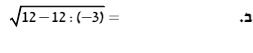 ב. √(12−12 : (−3)) =